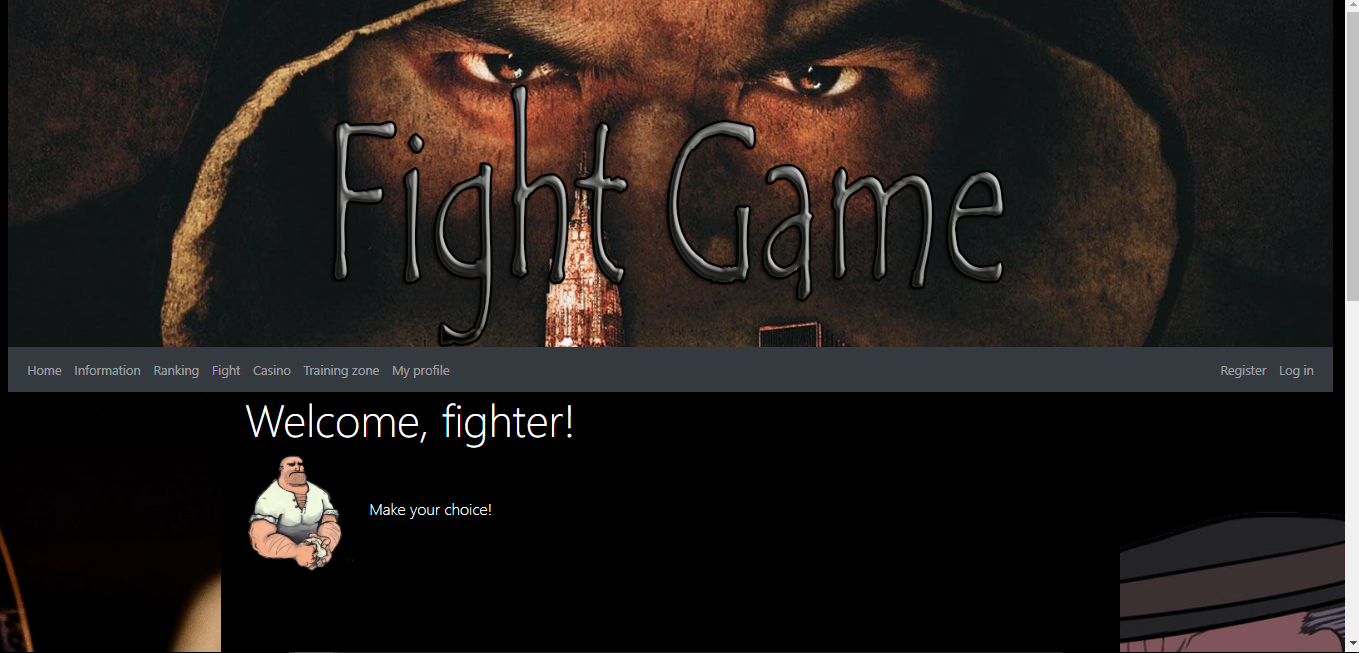 Fight Game
Home Information Ranking Fight Casino Training zone My profile Register Log in
Welcome, fighter!
Make your choice!